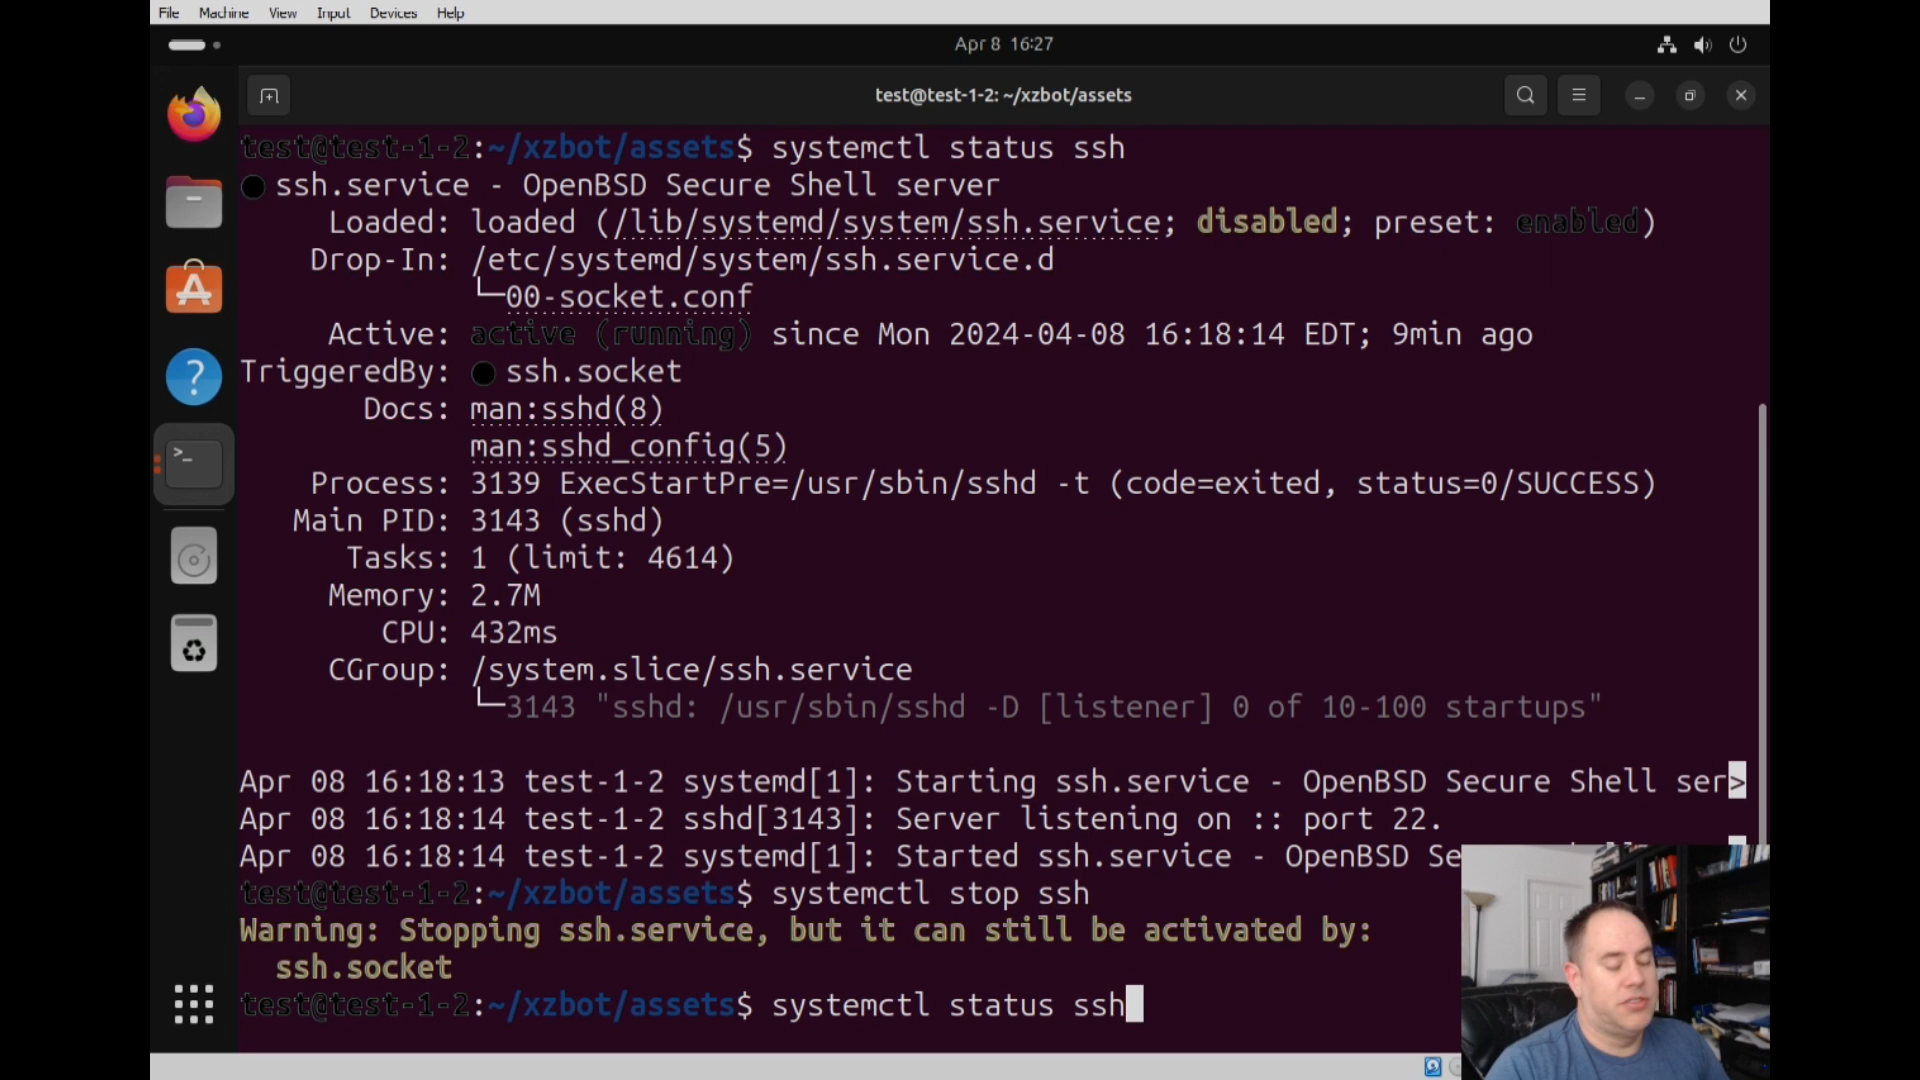 File Machine View Input Devices Help
Apr 8 16:27
test@test-1-2: ~/xzbot/assets
test@test-1-2:~/xzbot/assets$ systemctl status ssh
● ssh.service - OpenBSD Secure Shell server
Loaded: loaded (/lib/systemd/system/ssh.service; disabled; preset: enabled)
Drop-In: /etc/systemd/system/ssh.service.d
└─00-socket.conf
Active: active (running) since Mon 2024-04-08 16:18:14 EDT; 9min ago
TriggeredBy: ● ssh.socket
Docs: man:sshd(8)
man:sshd_config(5)
Process: 3139 ExecStartPre=/usr/sbin/sshd -t (code=exited, status=0/SUCCESS)
Main PID: 3143 (sshd)
Tasks: 1 (limit: 4614)
Memory: 2.7M
CPU: 432ms
CGroup: /system.slice/ssh.service
└─3143 "sshd: /usr/sbin/sshd -D [listener] 0 of 10-100 startups"
Apr 08 16:18:13 test-1-2 systemd[1]: Starting ssh.service - OpenBSD Secure Shell ser>
Apr 08 16:18:14 test-1-2 sshd[3143]: Server listening on :: port 22.
Apr 08 16:18:14 test-1-2 systemd[1]: Started ssh.service - OpenBSD Se
test@test-1-2:~/xzbot/assets$ systemctl stop ssh
Warning: Stopping ssh.service, but it can still be activated by:
ssh.socket
test@test-1-2:~/xzbot/assets$ systemctl status ssh